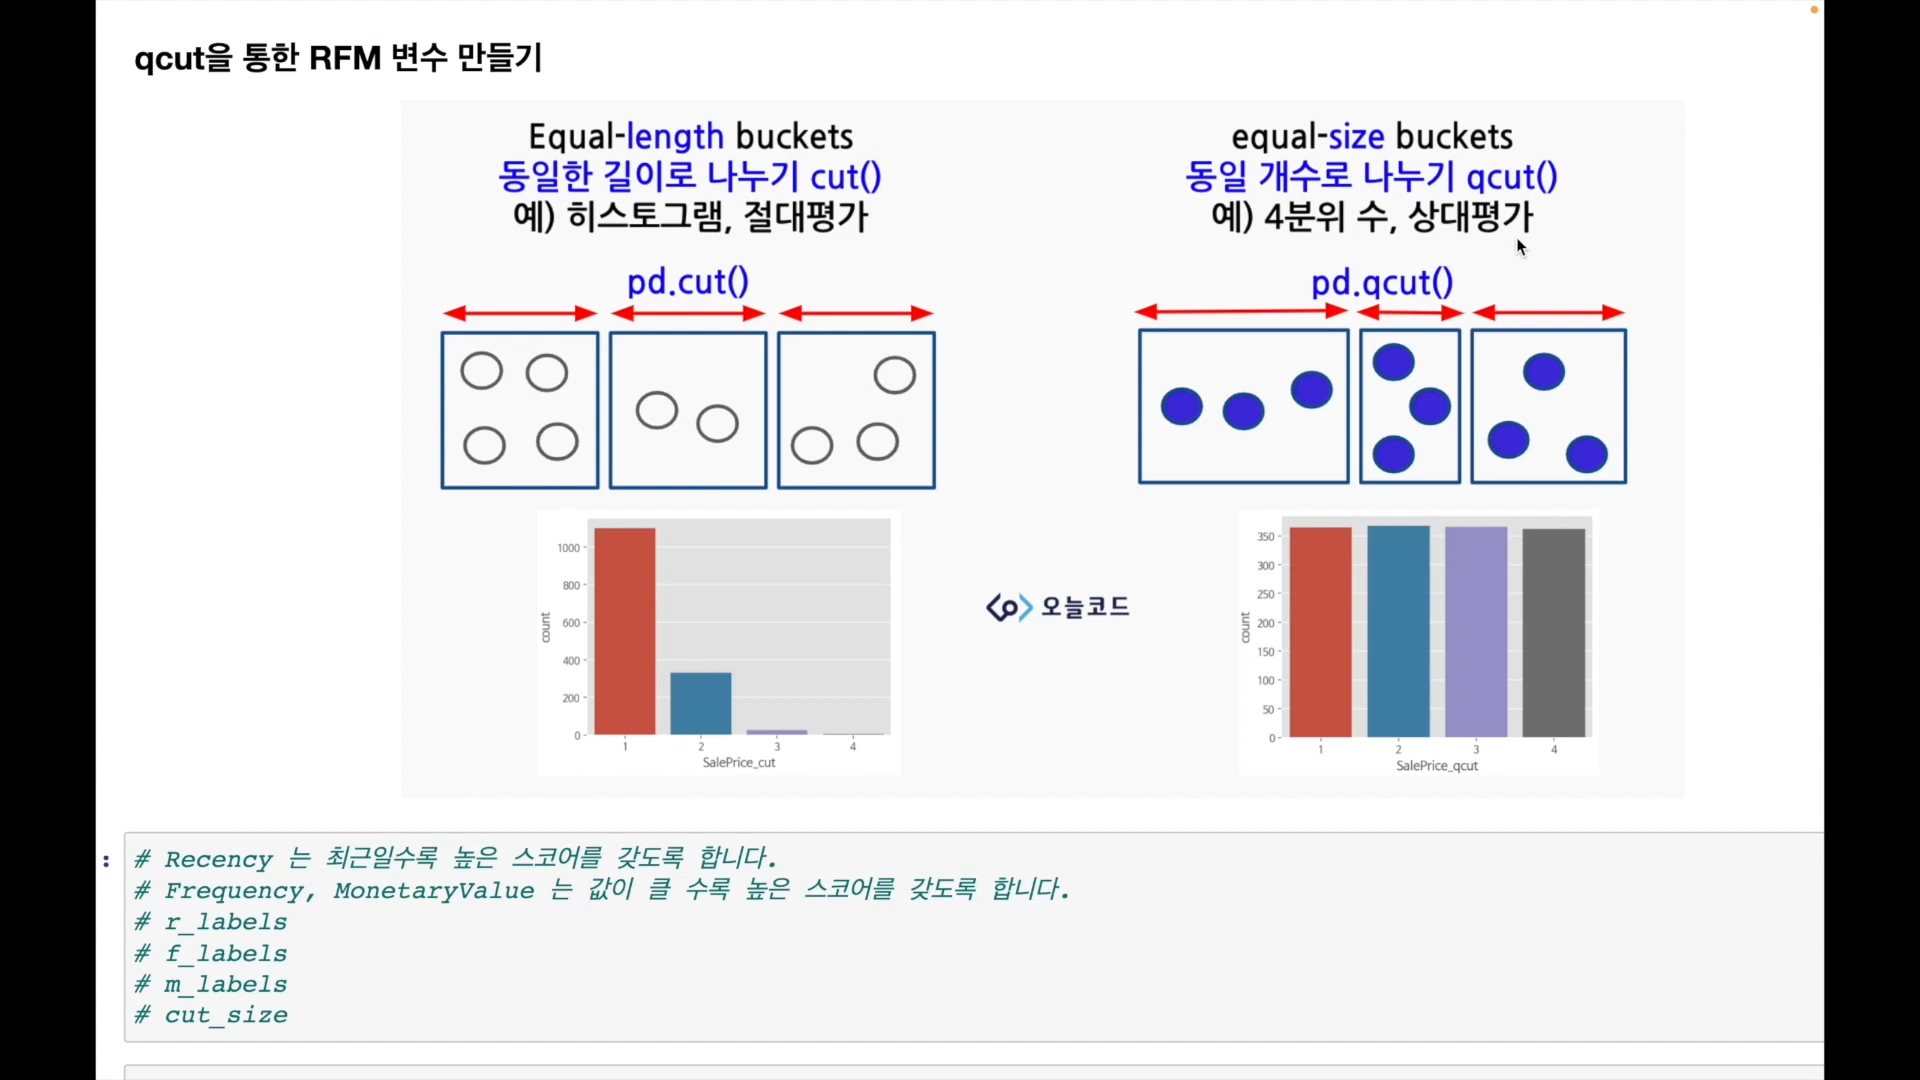 qcut을 통한 RFM 변수 만들기
Equal-length buckets
동일한 길이로 나누기 cut()
예) 히스토그램, 절대평가
pd.cut()
equal-size buckets
동일 개수로 나누기 qcut()
예) 4분위 수, 상대평가
pd.qcut()
1000
800
600
400
200
0
count
1 2 3 4
SalePrice_cut
오늘코드
350
300
250
200
150
100
50
0
count
1 2 3 4
SalePrice_qcut
:
# Recency 는 최근일수록 높은 스코어를 갖도록 합니다.
# Frequency, MonetaryValue 는 값이 클 수록 높은 스코어를 갖도록 합니다.
# r_labels
# f_labels
# m_labels
# cut_size